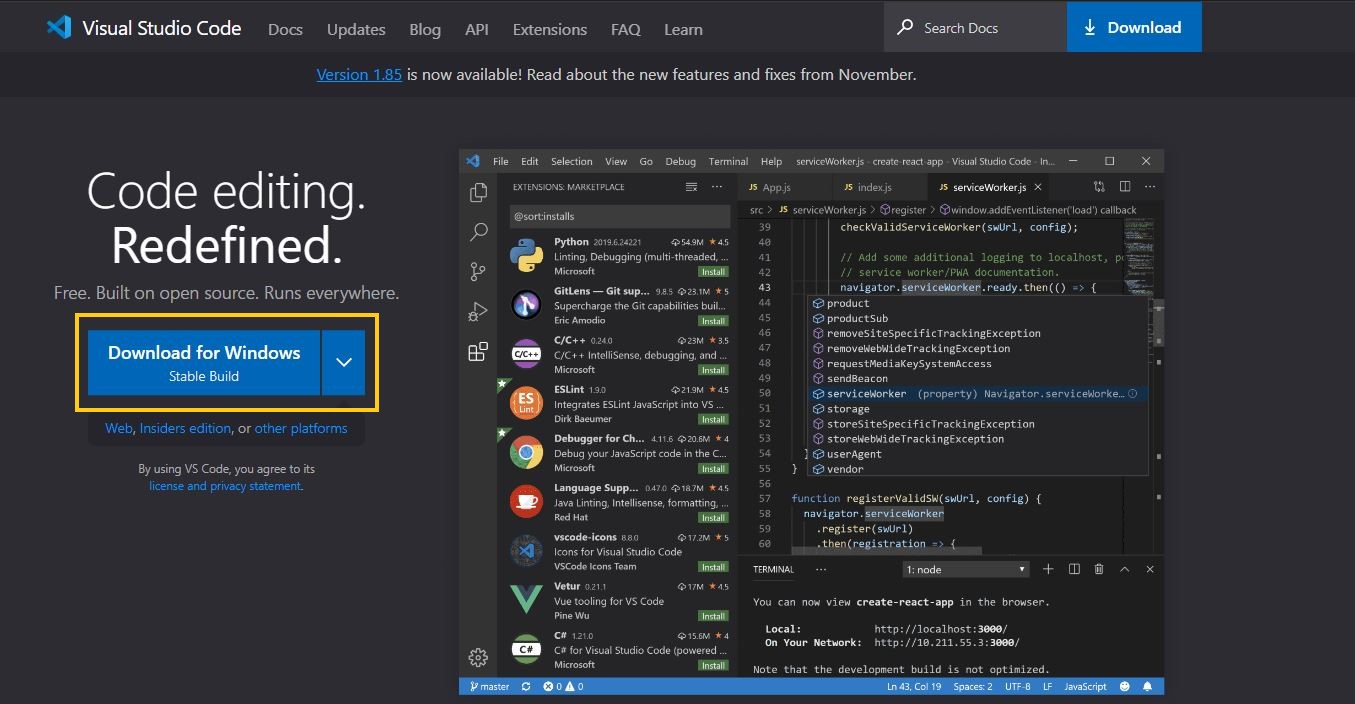 Visual Studio Code Docs Updates Blog API Extensions FAQ Learn Search Docs Download
Version 1.85 is now available! Read about the new features and fixes from November.
Code editing.
Redefined.
Free. Built on open source. Runs everywhere.
Download for Windows
Stable Build
Web, Insiders edition, or other platforms
By using VS Code, you agree to its
license and privacy statement.
File Edit Selection View Go Debug Terminal Help serviceWorker.js - create-react-app - Visual Studio Code - In...
EXTENSIONS: MARKETPLACE
@sort:installs
Python 2019.6.24221 54.9M 4.5
Linting, Debugging (multi-threaded, ...
Microsoft Install
GitLens — Git sup... 9.8.5 23.1M 5
Supercharge the Git capabilities buil...
Eric Amodio Install
C/C++
C/C++ 0.24.0 23M 3.5
C/C++ IntelliSense, debugging, and ...
Microsoft Install
ES
Lint
ESLint 1.9.0 21.9M 4.5
Integrates ESLint JavaScript into VS ...
Dirk Baeumer Install
Debugger for Ch... 4.11.6 20.6M 4
Debug your JavaScript code in the C...
Microsoft Install
Language Supp... 0.47.0 18.7M 4.5
Java Linting, Intellisense, formatting, ...
Red Hat Install
vscode-icons 8.8.0 17.2M 5
Icons for Visual Studio Code
VSCode Icons Team Install
Vetur 0.21.1 17M 4.5
Vue tooling for VS Code
Pine Wu Install
C#
C# 1.21.0 15.6M 4
C# for Visual Studio Code (powered ...
Microsoft Install
JS App.js JS index.js JS serviceWorker.js
src > JS serviceWorker.js > register > window.addEventListener('load') callback
39 checkValidServiceWorker(swUrl, config);
40
41 // Add some additional logging to localhost, po
42 // service worker/PWA documentation.
43 navigator.serviceWorker.ready.then(() => {
44 product
45 productSub
46 removeSiteSpecificTrackingException
47 removeWebWideTrackingException
48 requestMediaKeySystemAccess
49 sendBeacon
50 serviceWorker (property) Navigator.serviceWorke...
51 storage
52 storeSiteSpecificTrackingException
53 storeWebWideTrackingException
54 } userAgent
55 } vendor
56
57 function registerValidSW(swUrl, config) {
58 navigator.serviceWorker
59 .register(swUrl)
60 .then(registration => {
TERMINAL ... 1: node
You can now view create-react-app in the browser.
Local: http://localhost:3000/
On Your Network: http://10.211.55.3:3000/
Note that the development build is not optimized.
master 0 0 Ln 43, Col 19 Spaces: 2 UTF-8 LF JavaScript